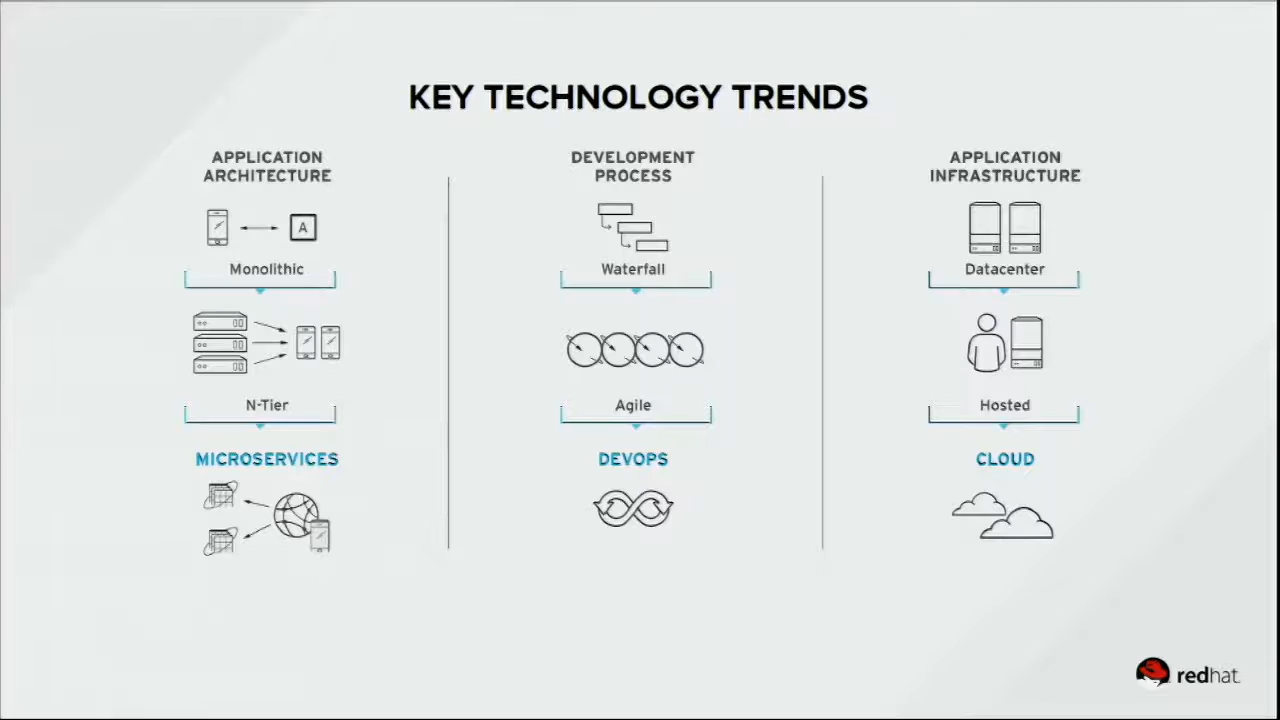 KEY TECHNOLOGY TRENDS
APPLICATION
ARCHITECTURE
A
Monolithic
N-Tier
MICROSERVICES
DEVELOPMENT
PROCESS
Waterfall
Agile
DEVOPS
APPLICATION
INFRASTRUCTURE
Datacenter
Hosted
CLOUD
redhat.